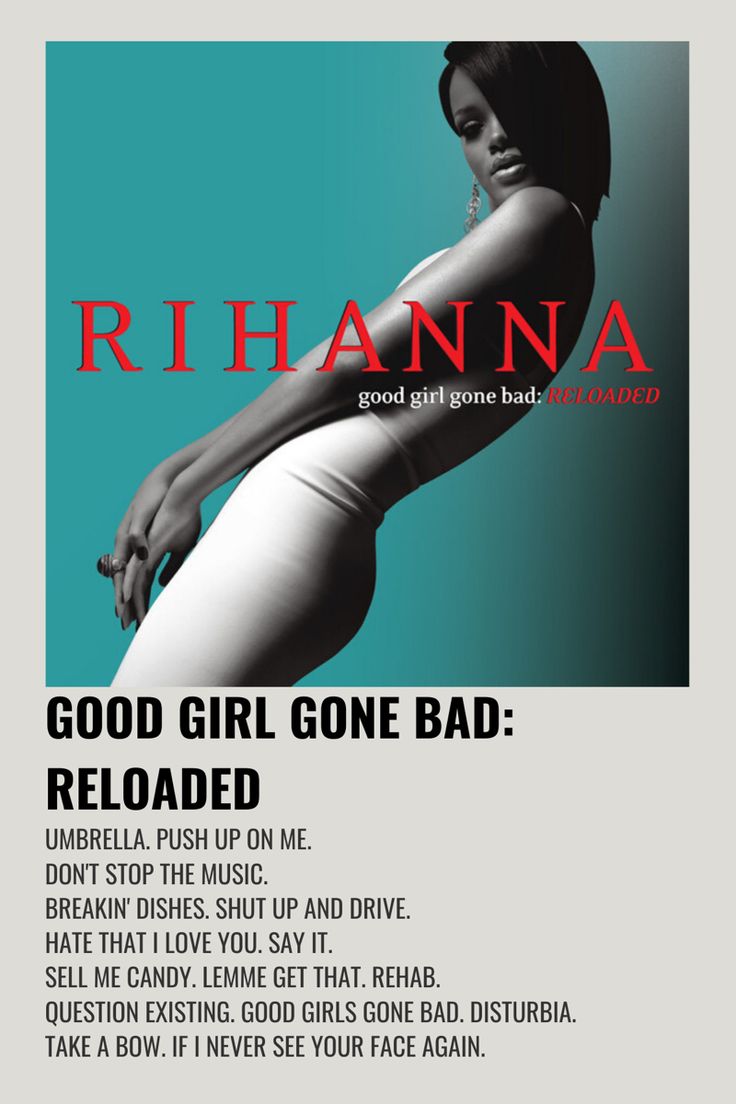 RIHANNA
good girl gone bad: RELOADED
GOOD GIRL GONE BAD:
RELOADED
UMBRELLA. PUSH UP ON ME.
DON'T STOP THE MUSIC.
BREAKIN' DISHES. SHUT UP AND DRIVE.
HATE THAT I LOVE YOU. SAY IT.
SELL ME CANDY. LEMME GET THAT. REHAB.
QUESTION EXISTING. GOOD GIRLS GONE BAD. DISTURBIA.
TAKE A BOW. IF I NEVER SEE YOUR FACE AGAIN.